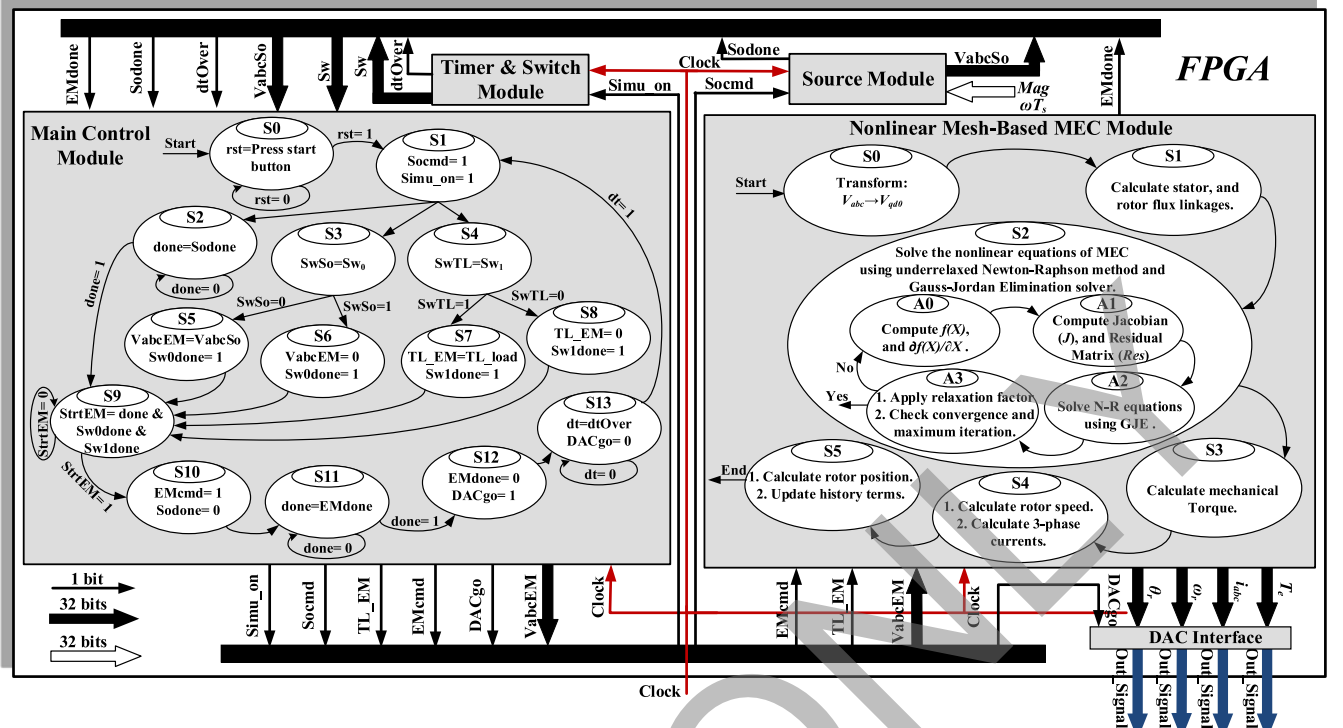 EMdone
Sodone
dtOver
VabcSo
Sw
Sw
dtOver
Timer & Switch
Module
Clock
Simu_on
Sodone
Socmd
Source Module
VabcSo
Mag
ωTs
EMdone
FPGA
Main Control
Module
Start
S0
rst=Press start
button
rst= 1
rst= 0
S1
Socmd= 1
Simu_on= 1
dt= 1
S2
done=Sodone
done= 0
done= 1
S3
SwSo=Sw0
S4
SwTL=Sw1
SwSo=0
SwSo=1
SwTL=1
SwTL=0
S5
VabcEM=VabcSo
Sw0done= 1
S6
VabcEM= 0
Sw0done= 1
S7
TL_EM=TL_load
Sw1done= 1
S8
TL_EM= 0
Sw1done= 1
S9
StrtEM= done &
Sw0done &
Sw1done
StrtEM= 0
StrtEM= 1
S10
EMcmd= 1
Sodone= 0
S11
done=EMdone
done= 0
done= 1
S12
EMdone= 0
DACgo= 1
S13
dt=dtOver
DACgo= 0
dt= 0
Nonlinear Mesh-Based MEC Module
Start
S0
Transform:
Vabc→Vqd0
S1
Calculate stator, and
rotor flux linkages.
S2
Solve the nonlinear equations of MEC
using underrelaxed Newton-Raphson method and
Gauss-Jordan Elimination solver.
A0
Compute f(X),
and ∂f(X)/∂X .
A1
Compute Jacobian
(J), and Residual
Matrix (Res)
A2
Solve N-R equations
using GJE .
A3
1. Apply relaxation factor
2. Check convergence and
maximum iteration.
No
Yes
S3
Calculate mechanical
Torque.
S4
1. Calculate rotor speed.
2. Calculate 3-phase
currents.
S5
1. Calculate rotor position.
2. Update history terms.
End
1 bit
32 bits
32 bits
Simu_on
Socmd
TL_EM
EMcmd
DACgo
VabcEM
Clock
EMcmd
TL_EM
VabcEM
Clock
DACgo
θr
ωr
iabc
Te
DAC Interface
Out_Signal
Out_Signal
Out_Signal
Out_Signal
Clock
ONLY